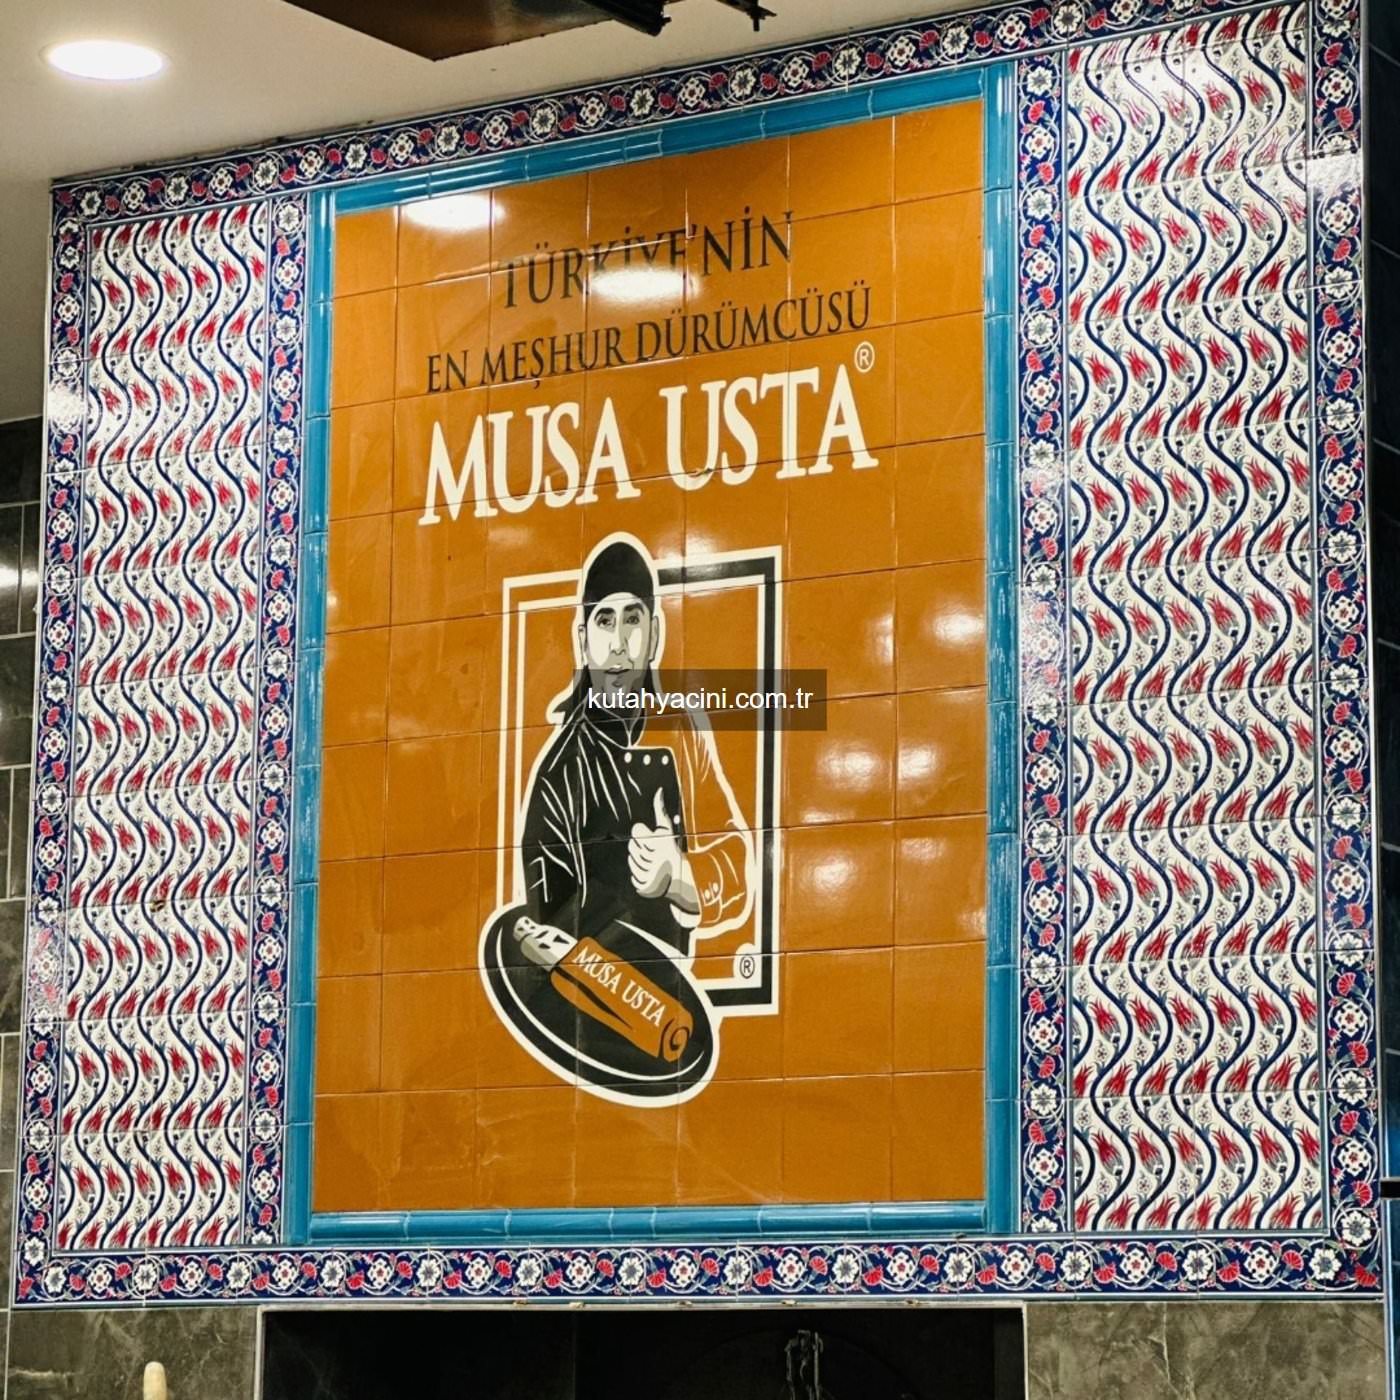 TÜRKİYE'NİN
EN MEŞHUR DÜRÜMCÜSÜ
MUSA USTA®
kutahyacini.com.tr
MUSA USTA
®